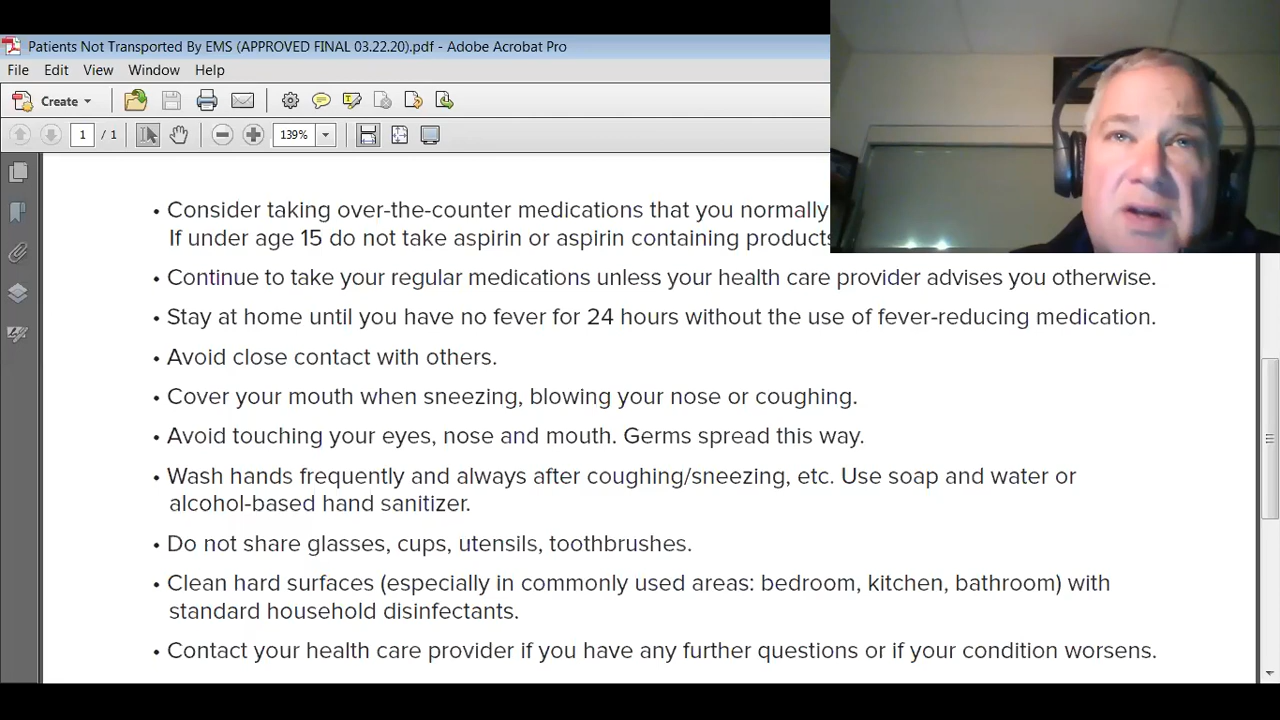 Patients Not Transported By EMS (APPROVED FINAL 03.22.20).pdf - Adobe Acrobat Pro
File Edit View Window Help
Create
1 / 1 139%
• Consider taking over-the-counter medications that you normally
If under age 15 do not take aspirin or aspirin containing products
• Continue to take your regular medications unless your health care provider advises you otherwise.
• Stay at home until you have no fever for 24 hours without the use of fever-reducing medication.
• Avoid close contact with others.
• Cover your mouth when sneezing, blowing your nose or coughing.
• Avoid touching your eyes, nose and mouth. Germs spread this way.
• Wash hands frequently and always after coughing/sneezing, etc. Use soap and water or
alcohol-based hand sanitizer.
• Do not share glasses, cups, utensils, toothbrushes.
• Clean hard surfaces (especially in commonly used areas: bedroom, kitchen, bathroom) with
standard household disinfectants.
• Contact your health care provider if you have any further questions or if your condition worsens.